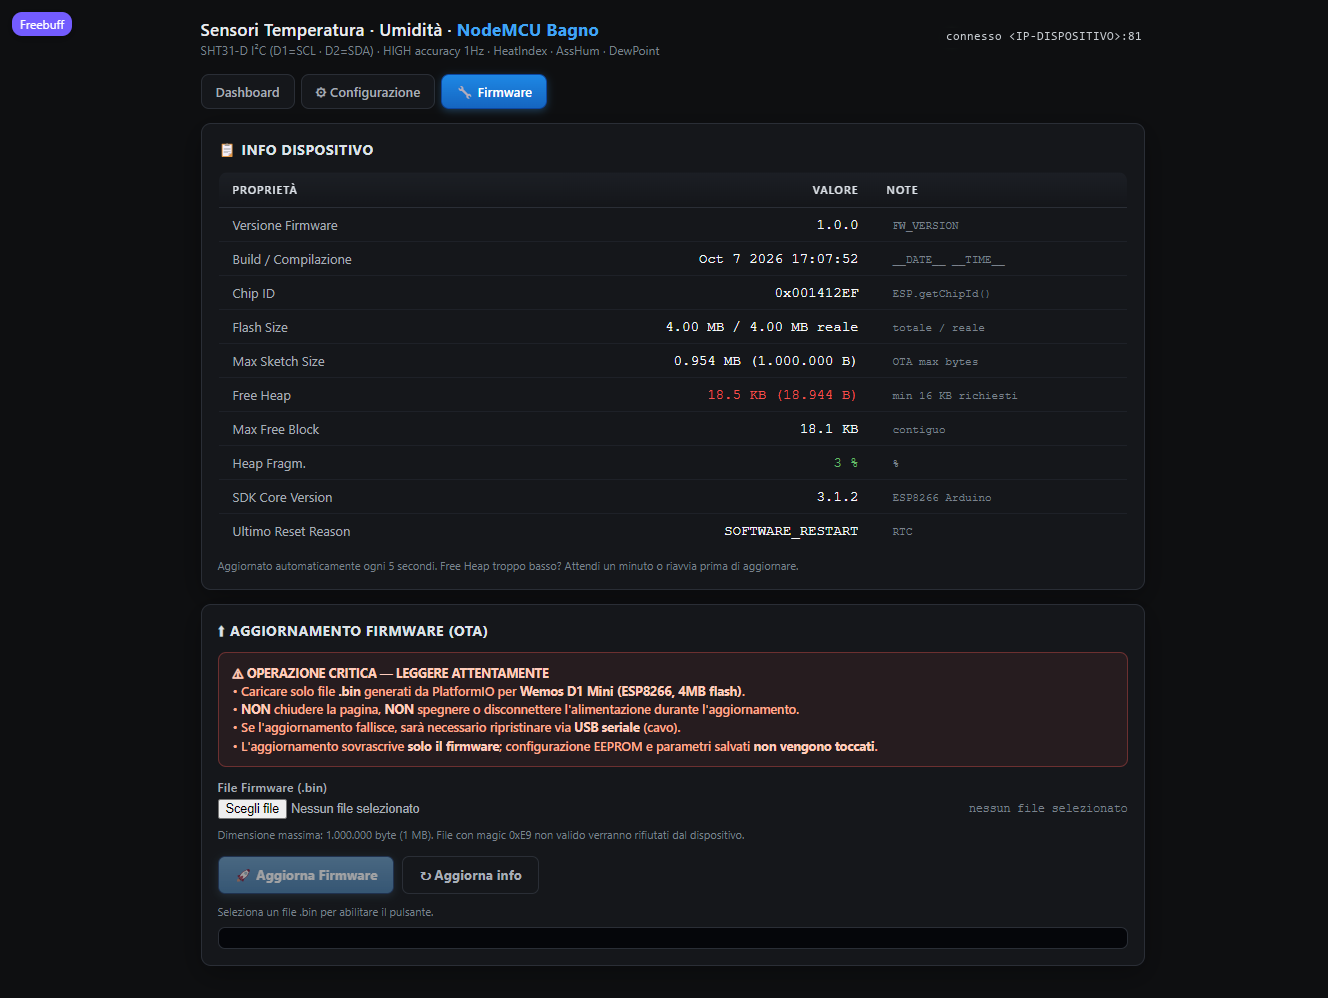 Freebuff
Sensori Temperatura · Umidità · NodeMCU Bagno
SHT31-D I²C (D1=SCL · D2=SDA) · HIGH accuracy 1Hz · HeatIndex · AssHum · DewPoint
connesso <IP-DISPOSITIVO>:81
Dashboard
⚙ Configurazione
🔧 Firmware
📋 INFO DISPOSITIVO
PROPRIETÀ VALORE NOTE
Versione Firmware 1.0.0 FW_VERSION
Build / Compilazione Oct 7 2026 17:07:52 __DATE__ __TIME__
Chip ID 0x001412EF ESP.getChipId()
Flash Size 4.00 MB / 4.00 MB reale totale / reale
Max Sketch Size 0.954 MB (1.000.000 B) OTA max bytes
Free Heap 18.5 KB (18.944 B) min 16 KB richiesti
Max Free Block 18.1 KB contiguo
Heap Fragm. 3 % %
SDK Core Version 3.1.2 ESP8266 Arduino
Ultimo Reset Reason SOFTWARE_RESTART RTC
Aggiornato automaticamente ogni 5 secondi. Free Heap troppo basso? Attendi un minuto o riavvia prima di aggiornare.
⬆ AGGIORNAMENTO FIRMWARE (OTA)
⚠ OPERAZIONE CRITICA — LEGGERE ATTENTAMENTE
• Caricare solo file .bin generati da PlatformIO per Wemos D1 Mini (ESP8266, 4MB flash).
• NON chiudere la pagina, NON spegnere o disconnettere l'alimentazione durante l'aggiornamento.
• Se l'aggiornamento fallisce, sarà necessario ripristinare via USB seriale (cavo).
• L'aggiornamento sovrascrive solo il firmware; configurazione EEPROM e parametri salvati non vengono toccati.
File Firmware (.bin)
Scegli file Nessun file selezionato
nessun file selezionato
Dimensione massima: 1.000.000 byte (1 MB). File con magic 0xE9 non valido verranno rifiutati dal dispositivo.
🚀 Aggiorna Firmware
↻ Aggiorna info
Seleziona un file .bin per abilitare il pulsante.